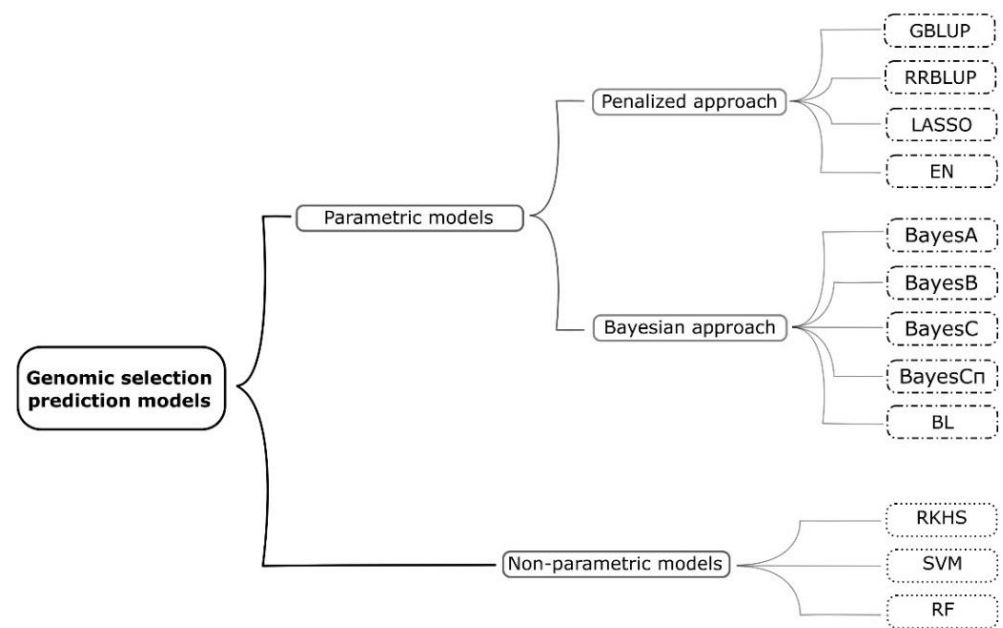 Genomic selection
prediction models
Parametric models
Penalized approach
GBLUP
RRBLUP
LASSO
EN
Bayesian approach
BayesA
BayesB
BayesC
BayesCп
BL
Non-parametric models
RKHS
SVM
RF